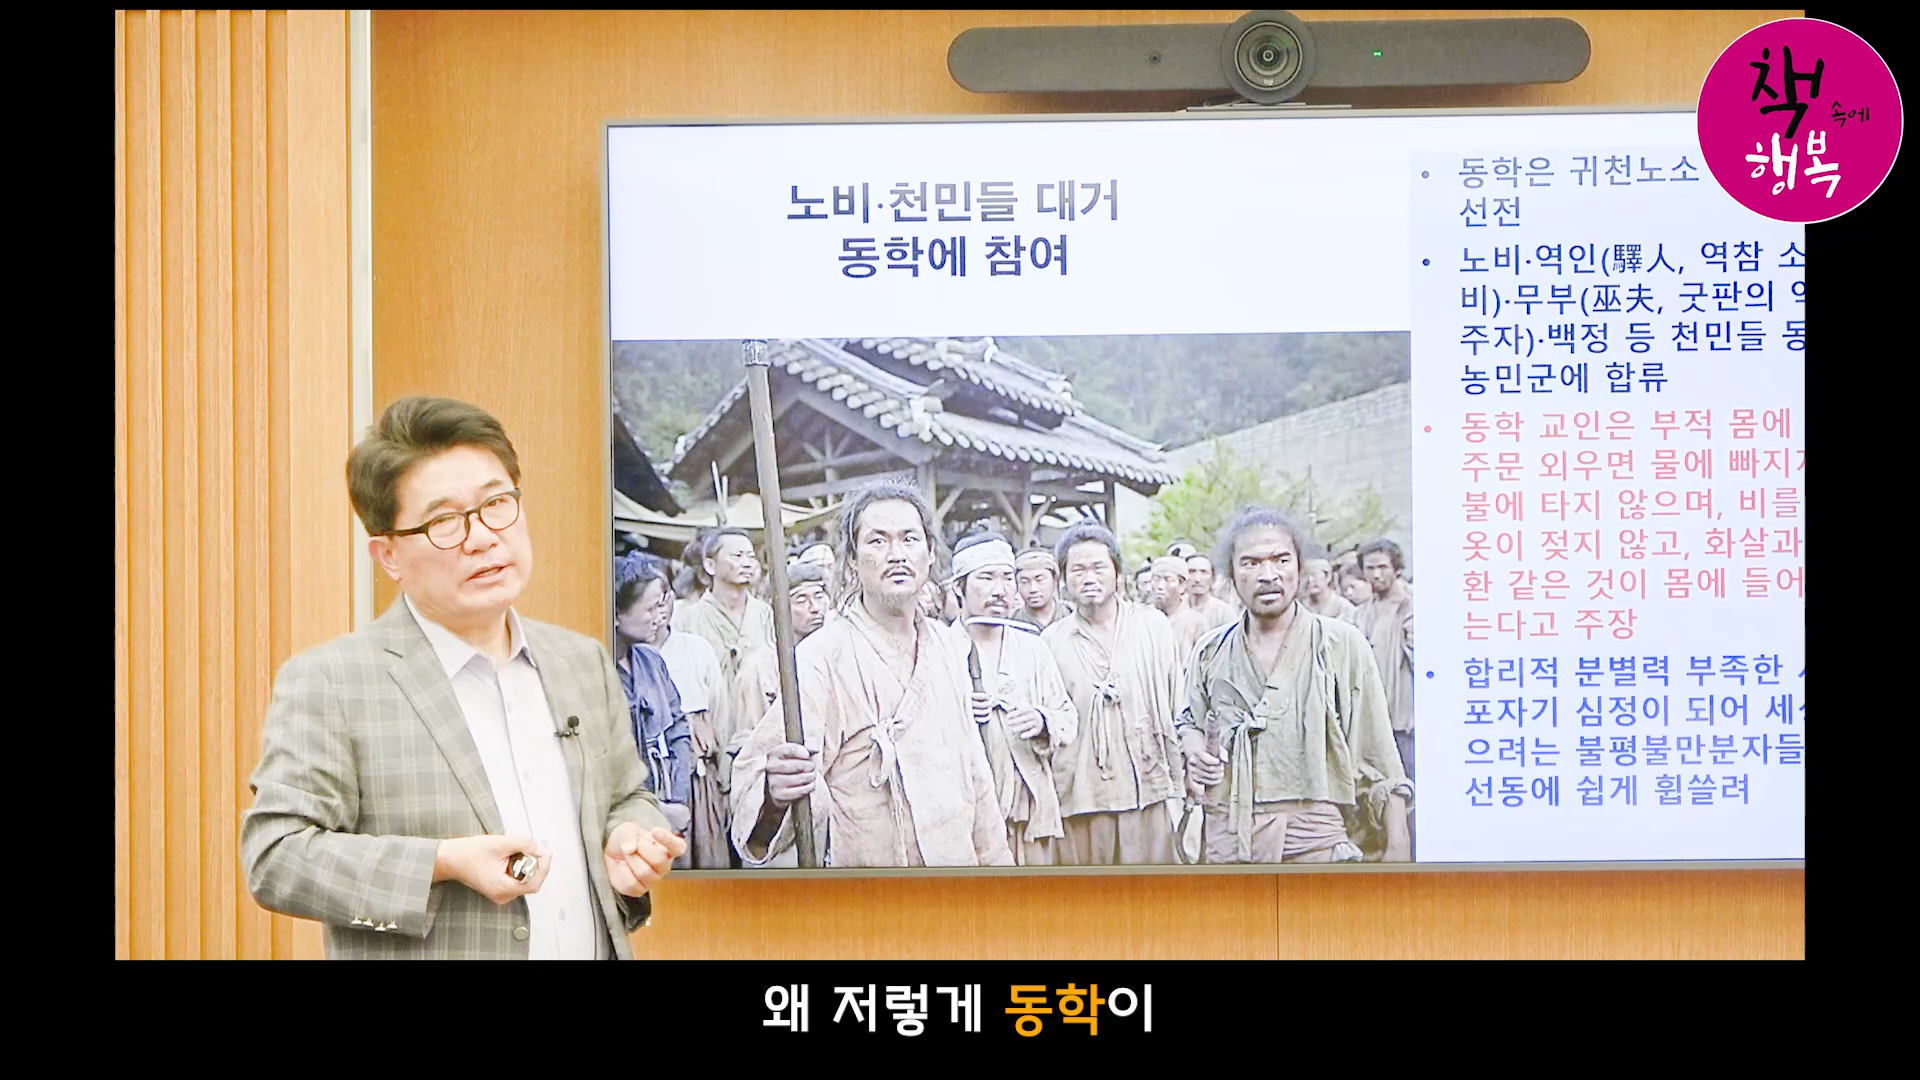 책
속에
행복
노비·천민들 대거
동학에 참여
• 동학은 귀천노소
선전
• 노비·역인(驛人, 역참 소
비)·무부(巫夫, 굿판의
주자)·백정 등 천민들
농민군에 합류
• 동학 교인은 부적 몸에
주문 외우면 물에 빠지지
불에 타지 않으며, 비를
옷이 젖지 않고, 화살과
환 같은 것이 몸에 들어
는다고 주장
• 합리적 분별력 부족한
포자기 심정이 되어 세
으려는 불평불만분자들
선동에 쉽게 휩쓸려
왜 저렇게 동학이